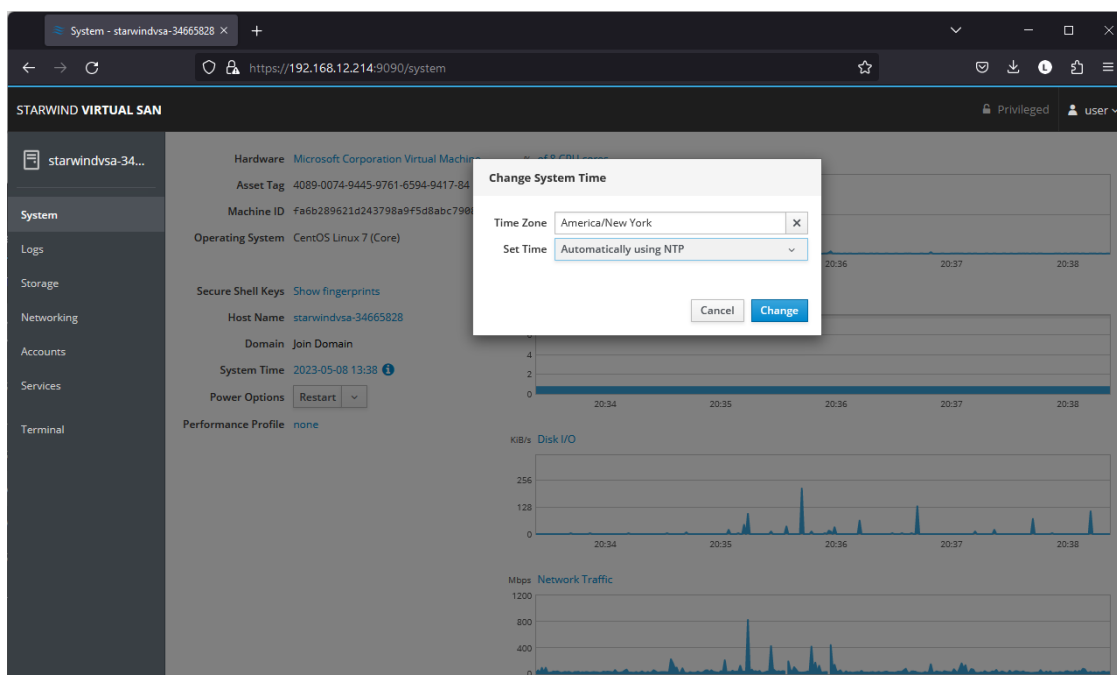 System - starwindvsa-34665828
https://192.168.12.214:9090/system
STARWIND VIRTUAL SAN
Privileged
user
starwindvsa-34...
System
Logs
Storage
Networking
Accounts
Services
Terminal
Hardware Microsoft Corporation Virtual Machine
Asset Tag 4089-0074-9445-9761-6594-9417-84
Machine ID fa6b289621d243798a9f5d8abc7908
Operating System CentOS Linux 7 (Core)
Secure Shell Keys Show fingerprints
Host Name starwindvsa-34665828
Domain Join Domain
System Time 2023-05-08 13:38
Power Options Restart
Performance Profile none
% of 8 CPU cores
Change System Time
Time Zone America/New York
Set Time Automatically using NTP
Cancel Change
20:36 20:37 20:38
4
2
0
20:34 20:35 20:36 20:37 20:38
KiB/s Disk I/O
256
128
0
20:34 20:35 20:36 20:37 20:38
Mbps Network Traffic
1200
800
400
0